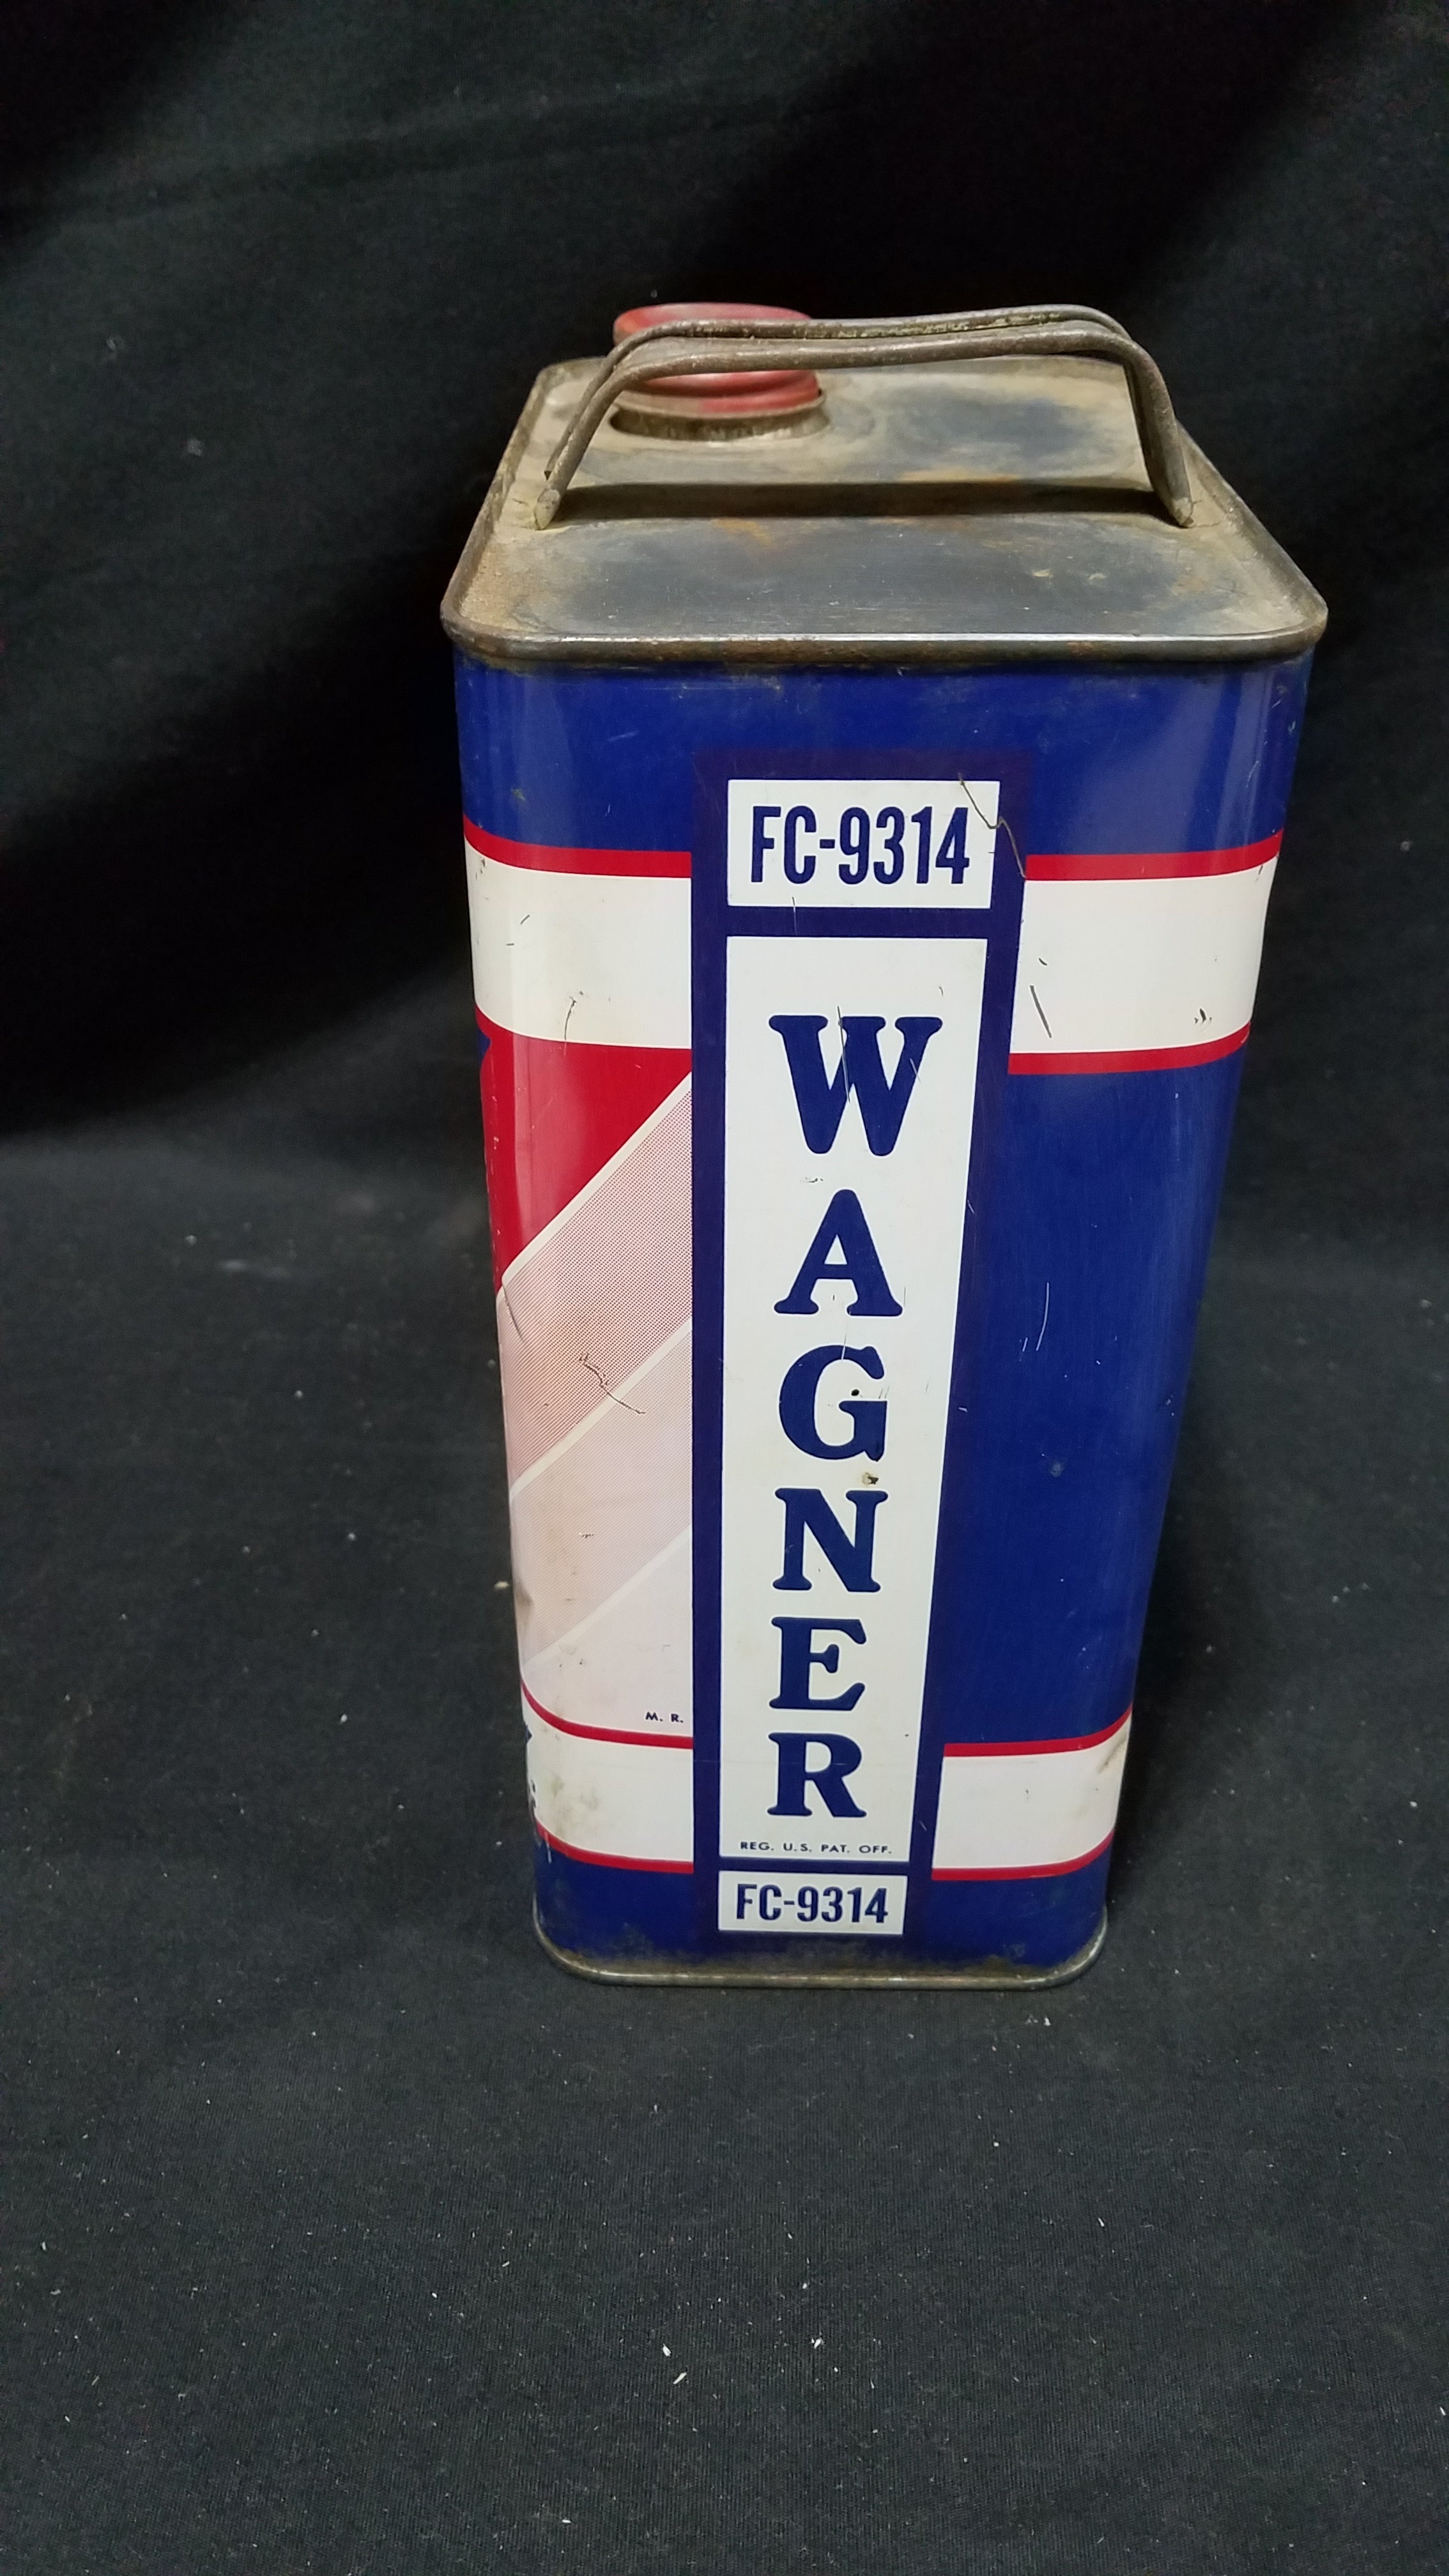 FC-9314
WAGNER
M. R.
REG. U.S. PAT. OFF.
FC-9314